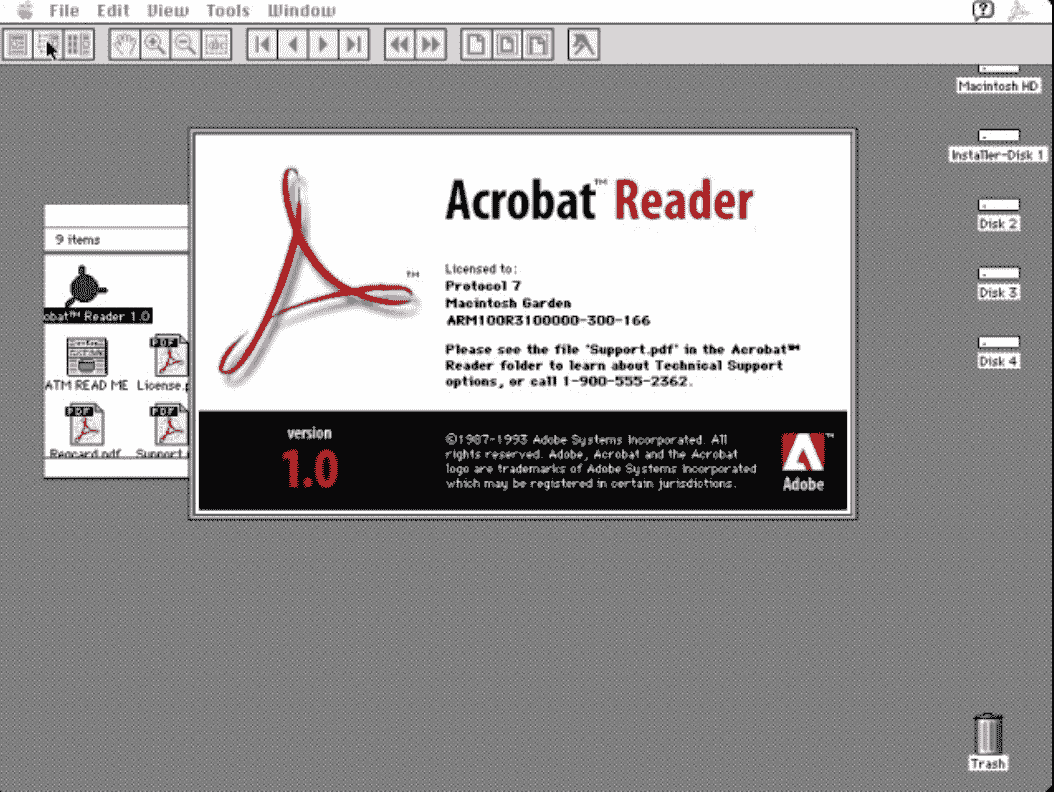 File Edit View Tools Window
abc
Macintosh HD
Installer-Disk 1
Disk 2
Disk 3
Disk 4
9 items
obat™ Reader 1.0
PDF
ATM READ ME License.p
PDF PDF
Regcard.pdf Support.
Acrobat™ Reader
™
Licensed to:
Protocol 7
Macintosh Garden
ARM100R3100000-300-166
Please see the file 'Support.pdf' in the Acrobat™
Reader folder to learn about Technical Support
options, or call 1-900-555-2362.
version
1.0
©1987-1993 Adobe Systems Incorporated. All
rights reserved. Adobe, Acrobat and the Acrobat
logo are trademarks of Adobe Systems Incorporated
which may be registered in certain jurisdictions.
™
Adobe
Trash